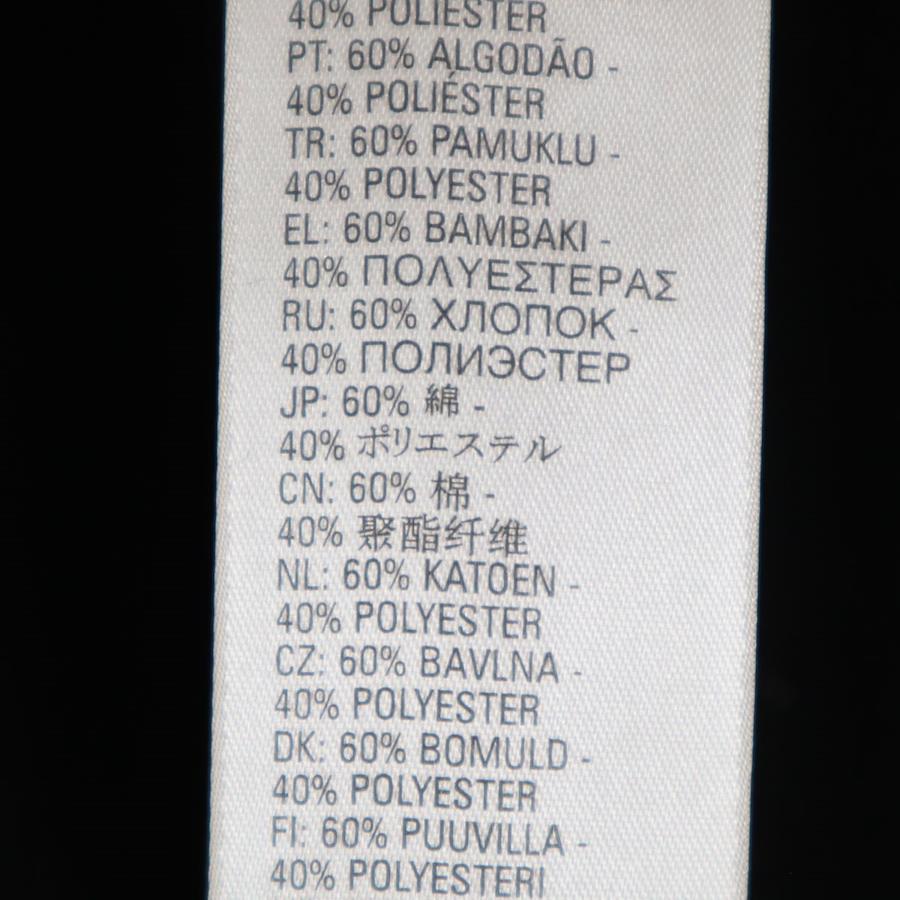 40% POLIÉSTER
PT: 60% ALGODÃO -
40% POLIÉSTER
TR: 60% PAMUKLU -
40% POLYESTER
EL: 60% ΒΑΜΒΑΚΙ -
40% ΠΟΛΥΕΣΤΕΡΑΣ
RU: 60% ХЛОПОК -
40% ПОЛИЭСТЕР
JP: 60% 綿 -
40% ポリエステル
CN: 60% 棉 -
40% 聚酯纤维
NL: 60% KATOEN -
40% POLYESTER
CZ: 60% BAVLNA -
40% POLYESTER
DK: 60% BOMULD -
40% POLYESTER
FI: 60% PUUVILLA -
40% POLYESTERI